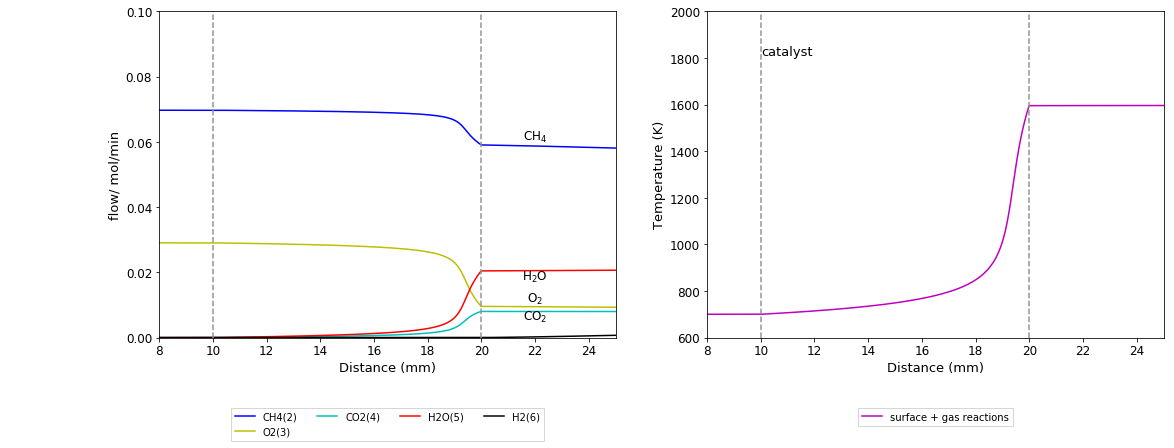 0.10
0.08
0.06
0.04
0.02
0.00
flow/ mol/min
CH₄
H₂O
O₂
CO₂
8 10 12 14 16 18 20 22 24
Distance (mm)
CH4(2) CO2(4) H2O(5) H2(6)
O2(3)
2000
1800
1600
1400
1200
1000
800
600
Temperature (K)
catalyst
8 10 12 14 16 18 20 22 24
Distance (mm)
surface + gas reactions